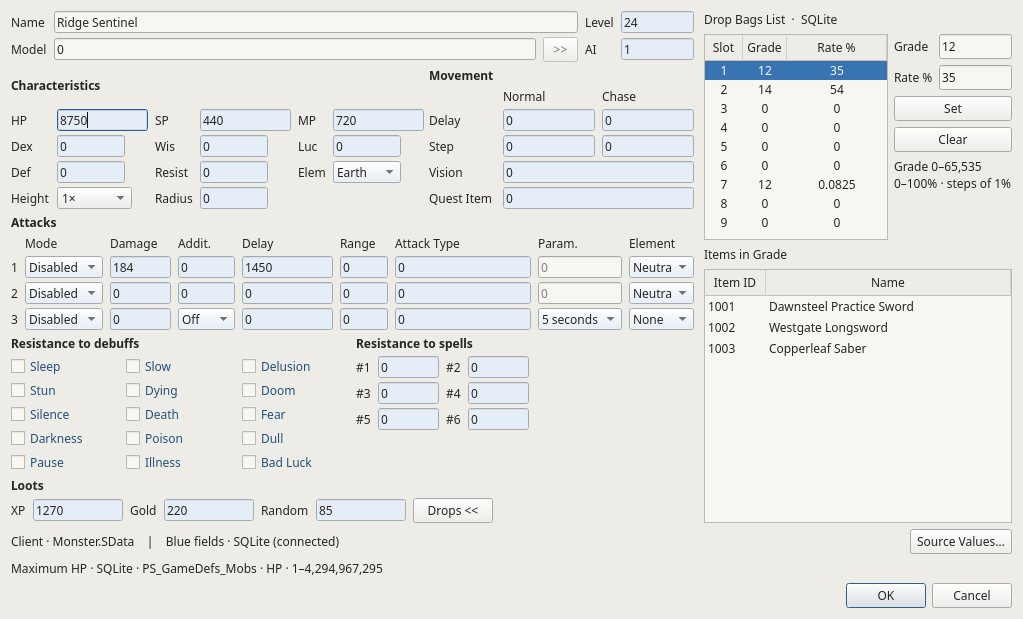 Name Ridge Sentinel Level 24
Model 0 >> AI 1
Characteristics
Movement
Normal Chase
HP 8750 SP 440 MP 720 Delay 0 0
Dex 0 Wis 0 Luc 0 Step 0 0
Def 0 Resist 0 Elem Earth Vision 0
Height 1× Radius 0 Quest Item 0
Attacks
Mode Damage Addit. Delay Range Attack Type Param. Element
1 Disabled 184 0 1450 0 0 0 Neutra
2 Disabled 0 0 0 0 0 0 Neutra
3 Disabled 0 Off 0 0 0 5 seconds None
Resistance to debuffs
Sleep Slow Delusion
Stun Dying Doom
Silence Death Fear
Darkness Poison Dull
Pause Illness Bad Luck
Resistance to spells
#1 0 #2 0
#3 0 #4 0
#5 0 #6 0
Loots
XP 1270 Gold 220 Random 85 Drops <<
Client · Monster.SData | Blue fields · SQLite (connected)
Maximum HP · SQLite · PS_GameDefs_Mobs · HP · 1–4,294,967,295
Drop Bags List · SQLite
Slot Grade Rate %
1 12 35
2 14 54
3 0 0
4 0 0
5 0 0
6 0 0
7 12 0.0825
8 0 0
9 0 0
Grade 12
Rate % 35
Set
Clear
Grade 0–65,535
0–100% · steps of 1%
Items in Grade
Item ID Name
1001 Dawnsteel Practice Sword
1002 Westgate Longsword
1003 Copperleaf Saber
Source Values...
OK Cancel